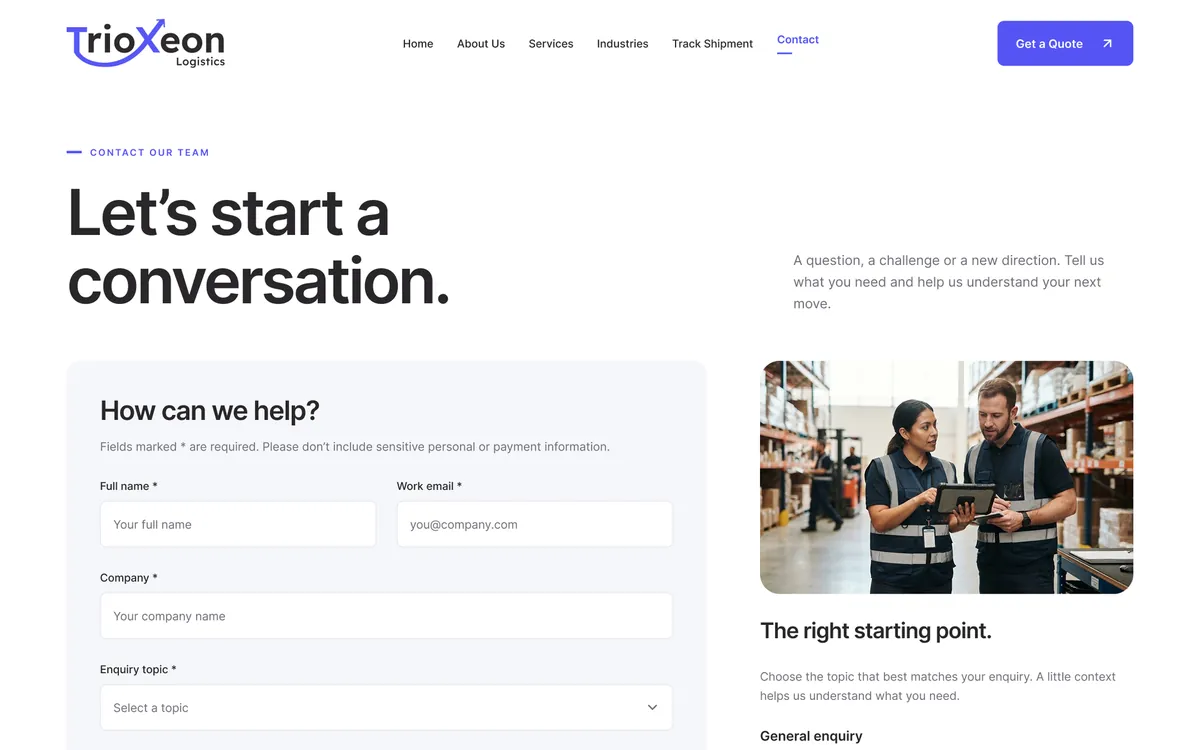 TrioXeon
Logistics
Home
About Us
Services
Industries
Track Shipment
Contact
Get a Quote
CONTACT OUR TEAM
Let’s start a
conversation.
A question, a challenge or a new direction. Tell us
what you need and help us understand your next
move.
How can we help?
Fields marked * are required. Please don’t include sensitive personal or payment information.
Full name *
Work email *
Your full name
you@company.com
Company *
Your company name
Enquiry topic *
Select a topic
The right starting point.
Choose the topic that best matches your enquiry. A little context
helps us understand what you need.
General enquiry